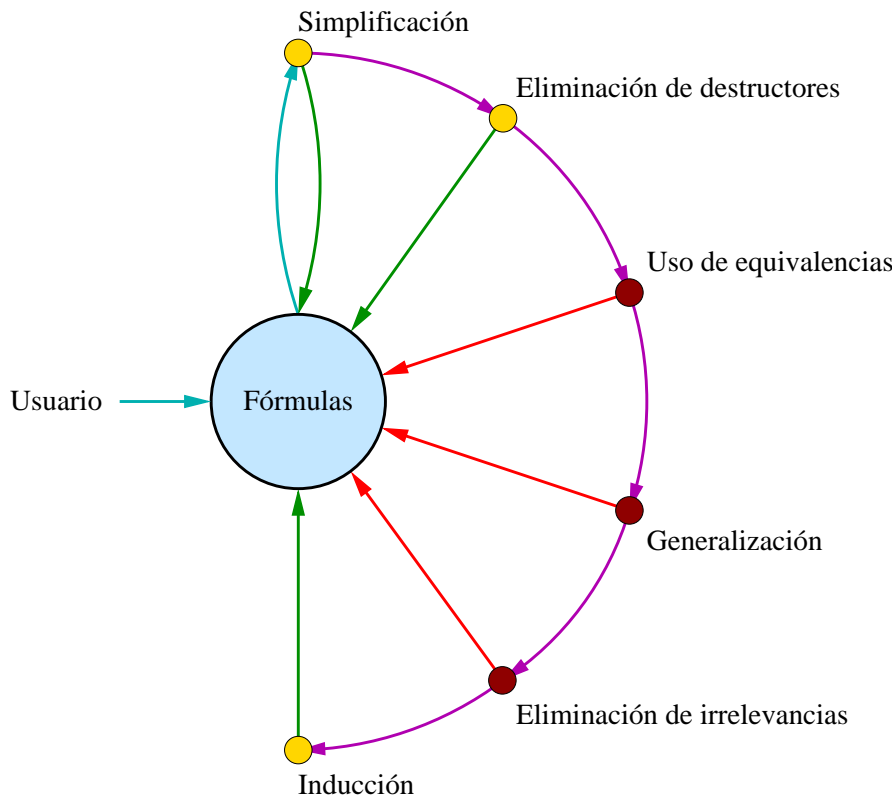 Simplificación
Eliminación de destructores
Uso de equivalencias
Usuario
Fórmulas
Generalización
Eliminación de irrelevancias
Inducción